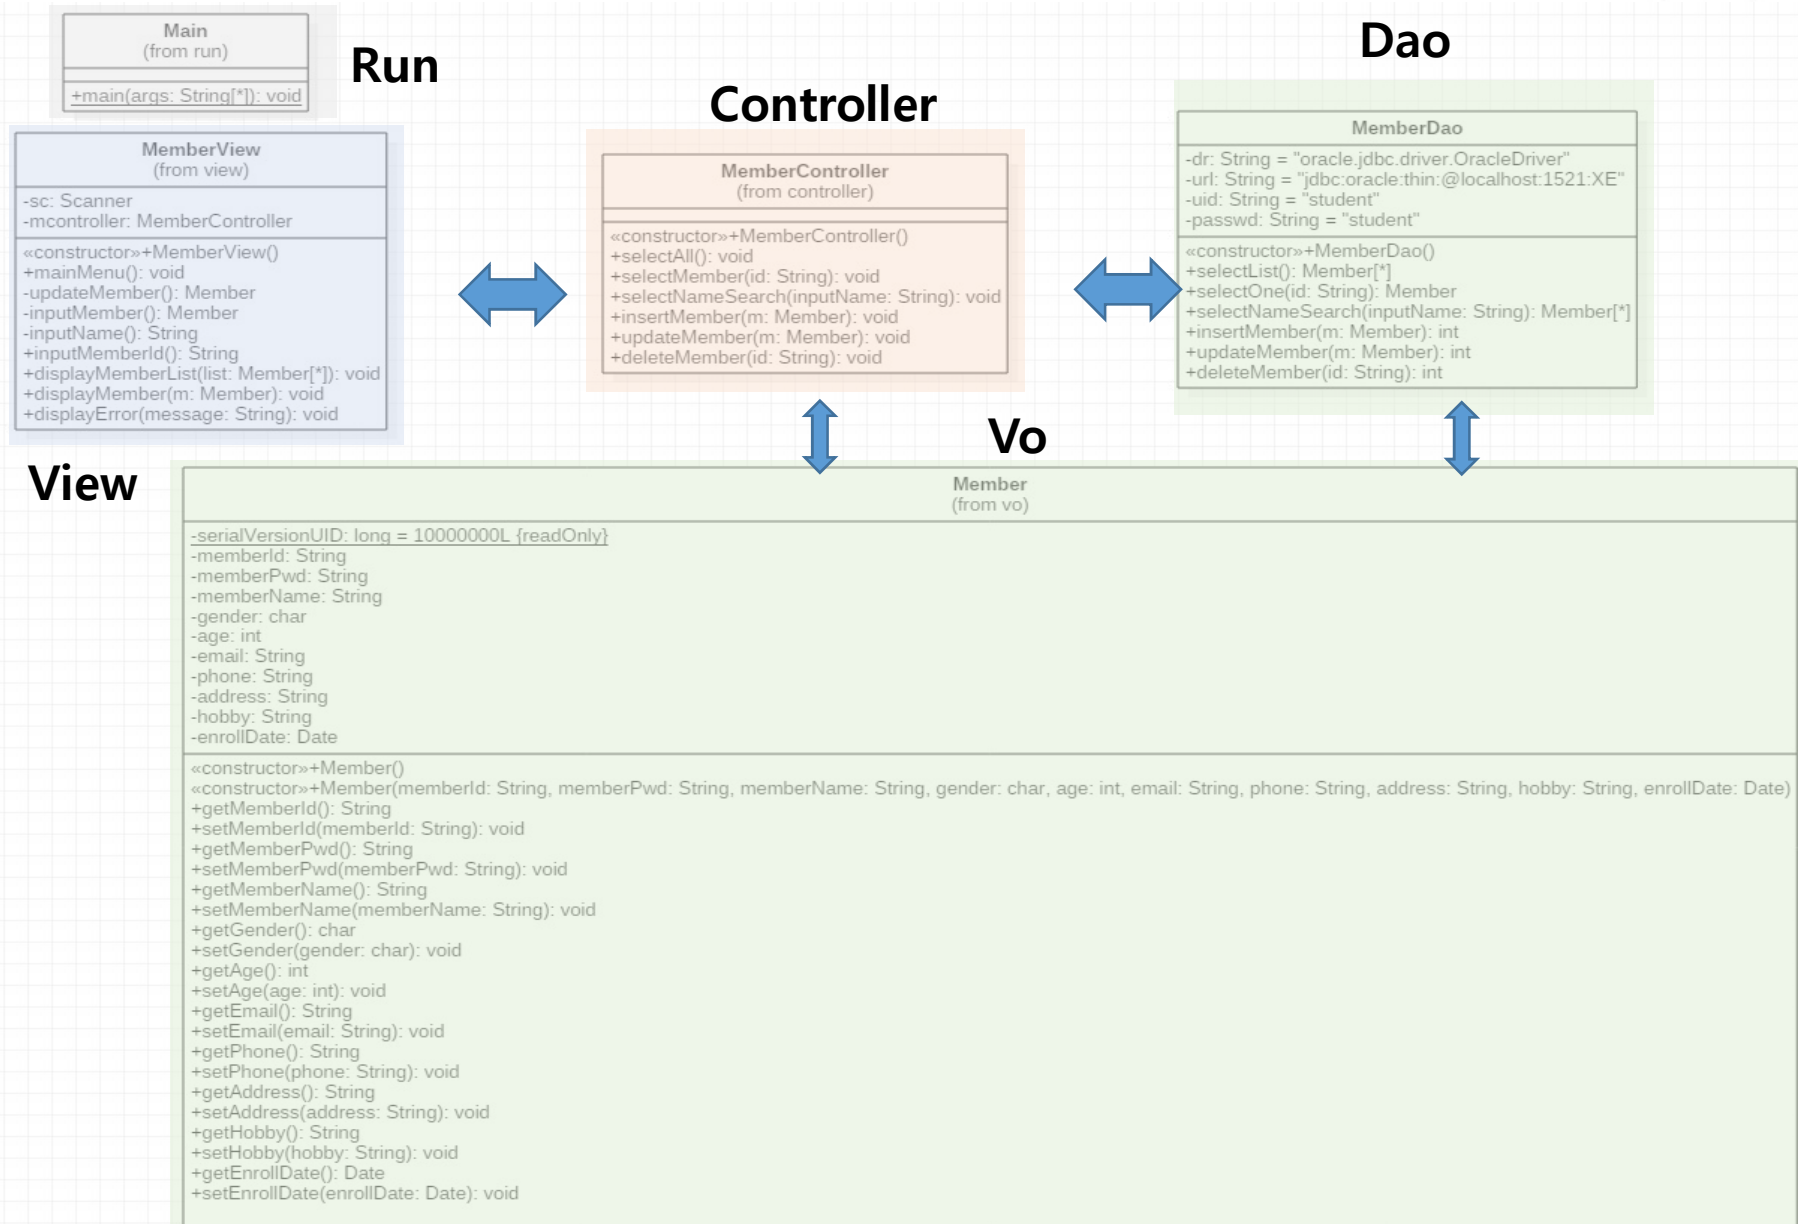 Main
(from run)
+main(args: String[*]): void
Run
MemberView
(from view)
-sc: Scanner
-mcontroller: MemberController
«constructor»+MemberView()
+mainMenu(): void
-updateMember(): Member
-inputMember(): Member
-inputName(): String
+inputMemberId(): String
+displayMemberList(list: Member[*]): void
+displayMember(m: Member): void
+displayError(message: String): void
View
Controller
MemberController
(from controller)
«constructor»+MemberController()
+selectAll(): void
+selectMember(id: String): void
+selectNameSearch(inputName: String): void
+insertMember(m: Member): void
+updateMember(m: Member): void
+deleteMember(id: String): void
Dao
MemberDao
-dr: String = "oracle.jdbc.driver.OracleDriver"
-url: String = "jdbc:oracle:thin:@localhost:1521:XE"
-uid: String = "student"
-passwd: String = "student"
«constructor»+MemberDao()
+selectList(): Member[*]
+selectOne(id: String): Member
+selectNameSearch(inputName: String): Member[*]
+insertMember(m: Member): int
+updateMember(m: Member): int
+deleteMember(id: String): int
Vo
Member
(from vo)
-serialVersionUID: long = 10000000L {readOnly}
-memberId: String
-memberPwd: String
-memberName: String
-gender: char
-age: int
-email: String
-phone: String
-address: String
-hobby: String
-enrollDate: Date
«constructor»+Member()
«constructor»+Member(memberId: String, memberPwd: String, memberName: String, gender: char, age: int, email: String, phone: String, address: String, hobby: String, enrollDate: Date)
+getMemberId(): String
+setMemberId(memberId: String): void
+getMemberPwd(): String
+setMemberPwd(memberPwd: String): void
+getMemberName(): String
+setMemberName(memberName: String): void
+getGender(): char
+setGender(gender: char): void
+getAge(): int
+setAge(age: int): void
+getEmail(): String
+setEmail(email: String): void
+getPhone(): String
+setPhone(phone: String): void
+getAddress(): String
+setAddress(address: String): void
+getHobby(): String
+setHobby(hobby: String): void
+getEnrollDate(): Date
+setEnrollDate(enrollDate: Date): void